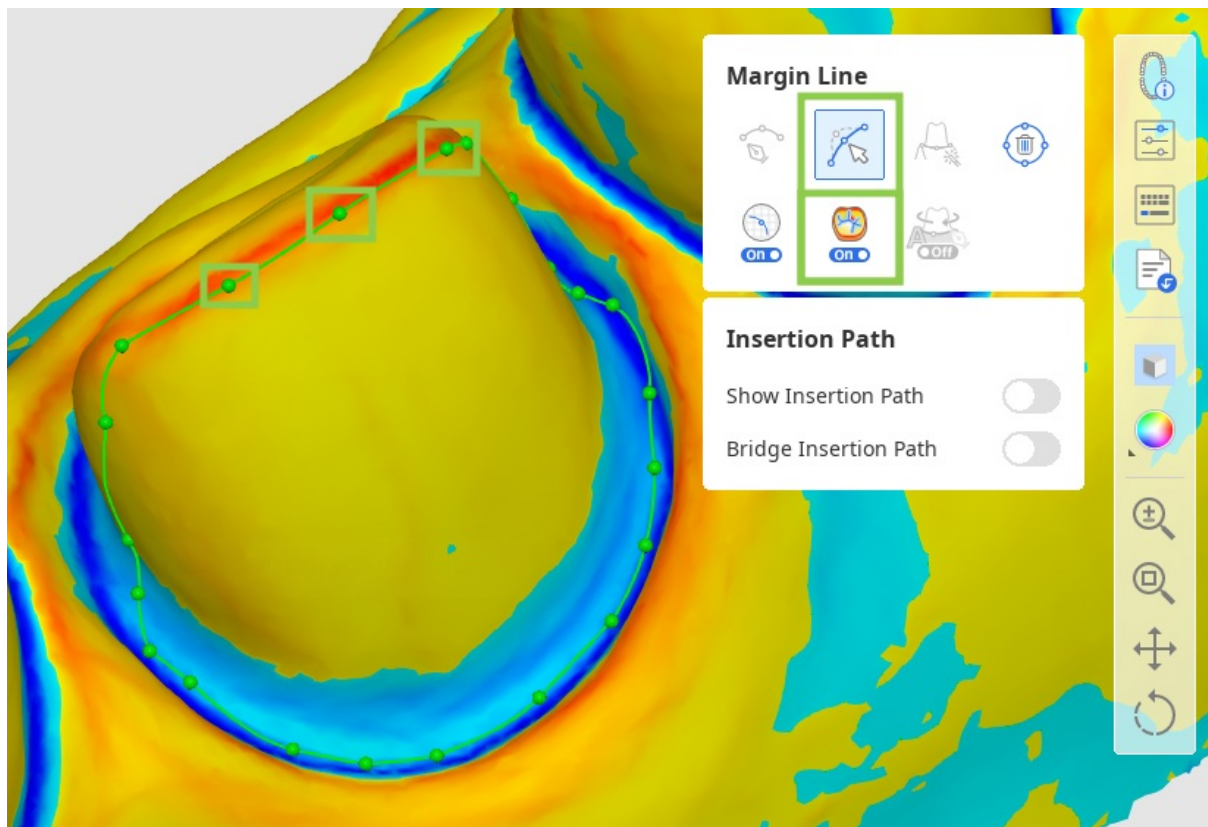 Margin Line
On
On
Off
Insertion Path
Show Insertion Path
Bridge Insertion Path